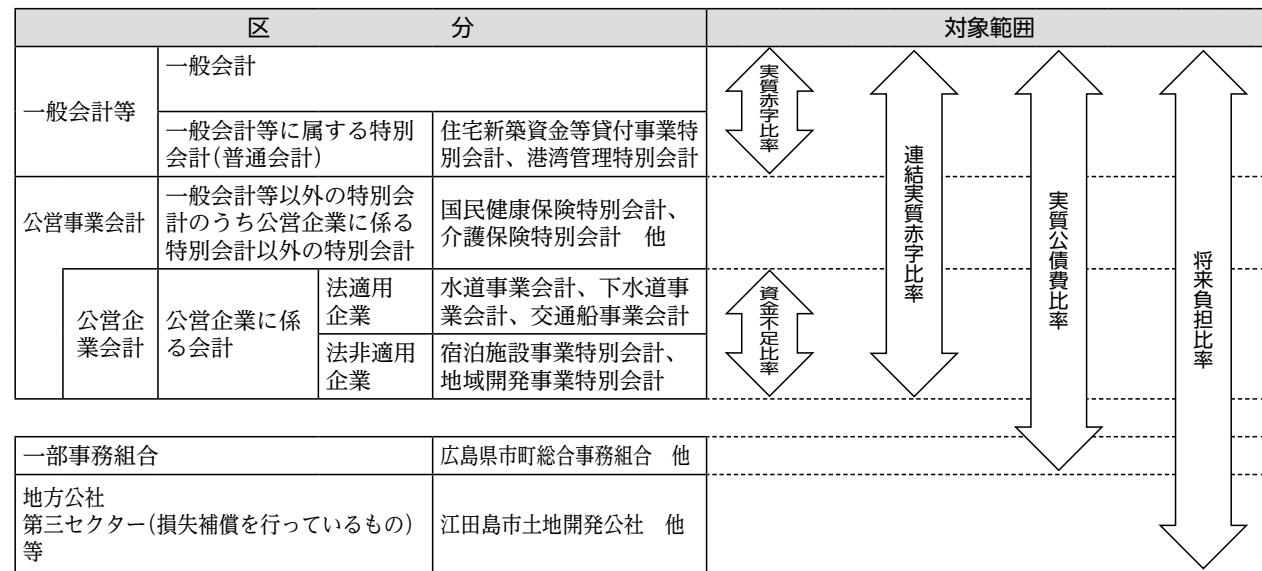 区　分　対象範囲
一般会計等
一般会計
一般会計等に属する特別
会計(普通会計)
住宅新築資金等貸付事業特
別会計、港湾管理特別会計
公営事業会計
一般会計等以外の特別会
計のうち公営企業に係る
特別会計以外の特別会計
国民健康保険特別会計、
介護保険特別会計　他
公営企
業会計
公営企業に係
る会計
法適用
企業
水道事業会計、下水道事
業会計、交通船事業会計
法非適用
企業
宿泊施設事業特別会計、
地域開発事業特別会計
一部事務組合
広島県市町総合事務組合　他
地方公社
第三セクター(損失補償を行っているもの)
等
江田島市土地開発公社　他
実質赤字比率
資金不足比率
連結実質赤字比率
実質公債費比率
将来負担比率